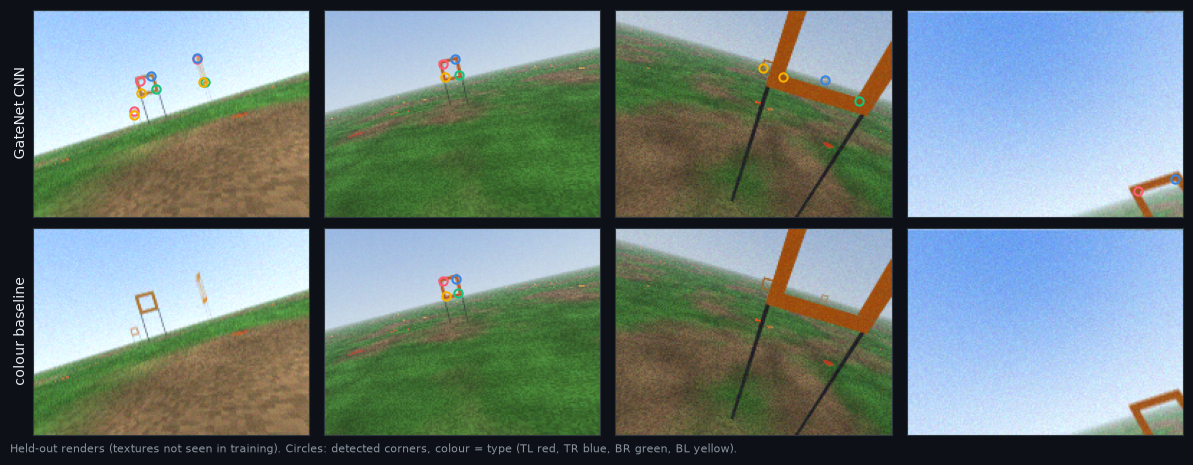 GateNet CNN
colour baseline
Held-out renders (textures not seen in training). Circles: detected corners, colour = type (TL red, TR blue, BR green, BL yellow).